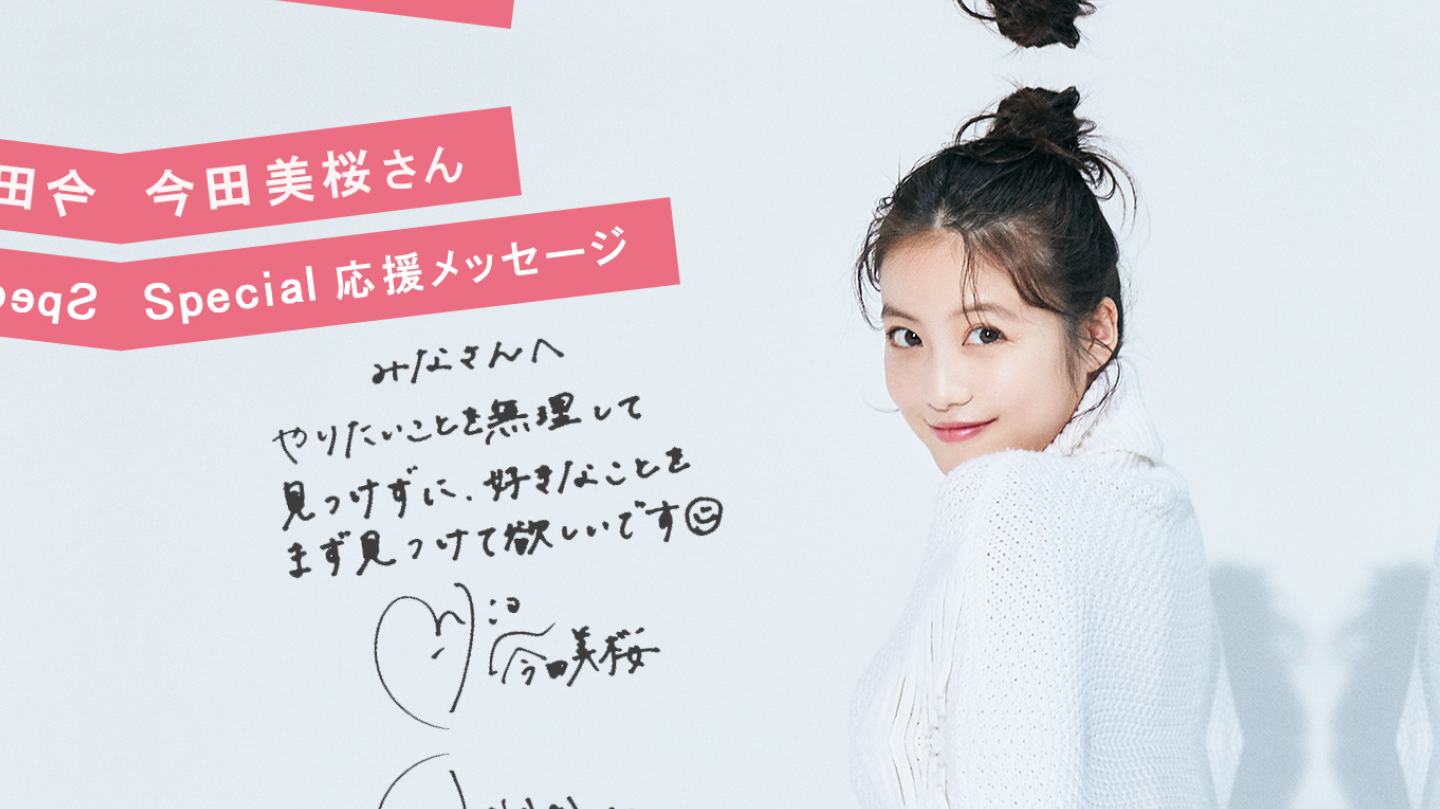 今田美桜さん
Special 応援メッセージ
みなさんへ
やりたいことを無理して
見つけずに、好きなことを
まず見つけて欲しいです☺
今田美桜